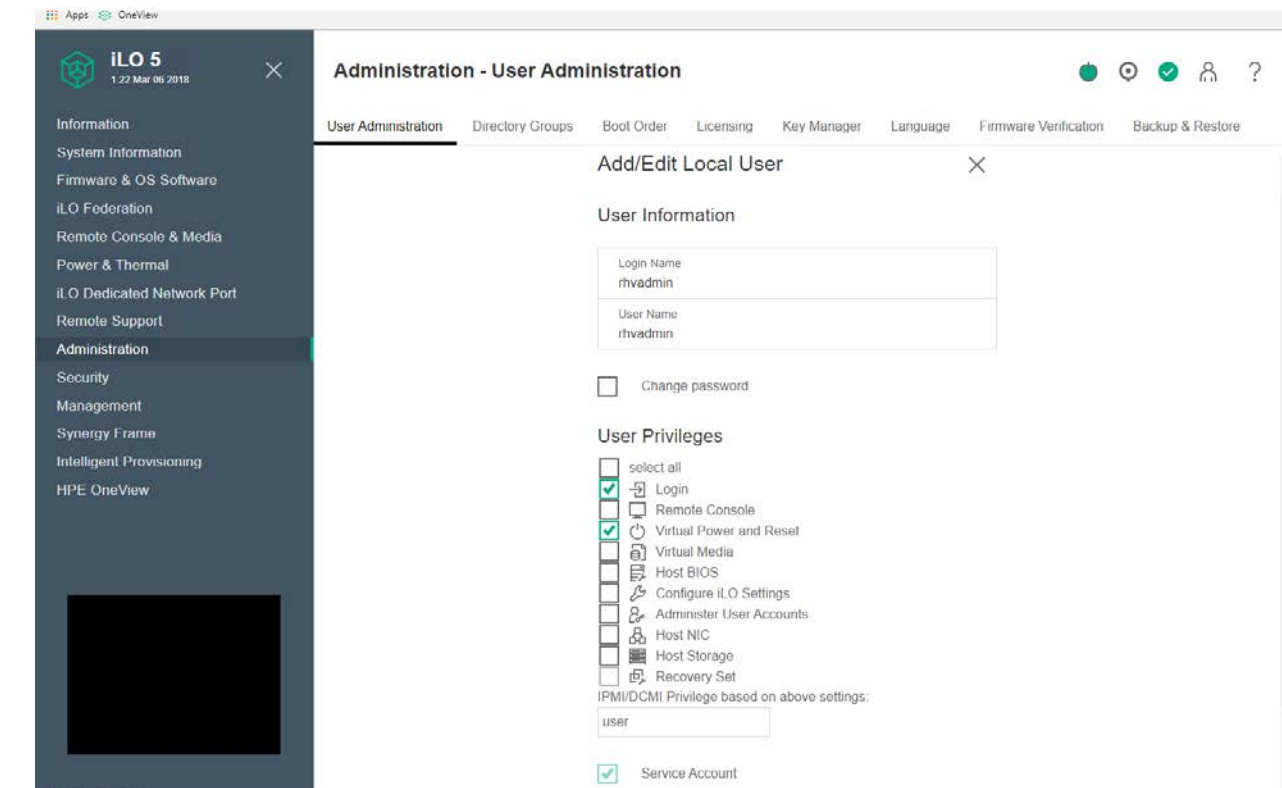 Apps OneView
iLO 5
1.22 Mar 06 2018
Administration - User Administration
?
Information
System Information
Firmware & OS Software
iLO Federation
Remote Console & Media
Power & Thermal
iLO Dedicated Network Port
Remote Support
Administration
Security
Management
Synergy Frame
Intelligent Provisioning
HPE OneView
User Administration Directory Groups Boot Order Licensing Key Manager Language Firmware Verification Backup & Restore
Add/Edit Local User
User Information
Login Name
rhvadmin
User Name
rhvadmin
Change password
User Privileges
select all
Login
Remote Console
Virtual Power and Reset
Virtual Media
Host BIOS
Configure iLO Settings
Administer User Accounts
Host NIC
Host Storage
Recovery Set
IPMI/DCMI Privilege based on above settings:
user
Service Account